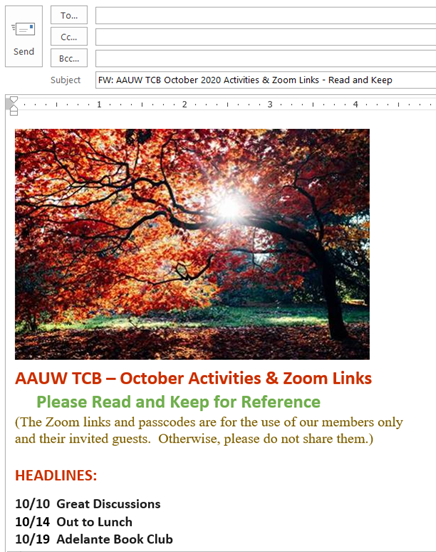 To...
Cc...
Send
Bcc...
Subject FW: AAUW TCB October 2020 Activities & Zoom Links - Read and Keep
1 2 3 4
AAUW TCB – October Activities & Zoom Links
Please Read and Keep for Reference
(The Zoom links and passcodes are for the use of our members only
and their invited guests.  Otherwise, please do not share them.)
HEADLINES:
10/10  Great Discussions
10/14  Out to Lunch
10/19  Adelante Book Club